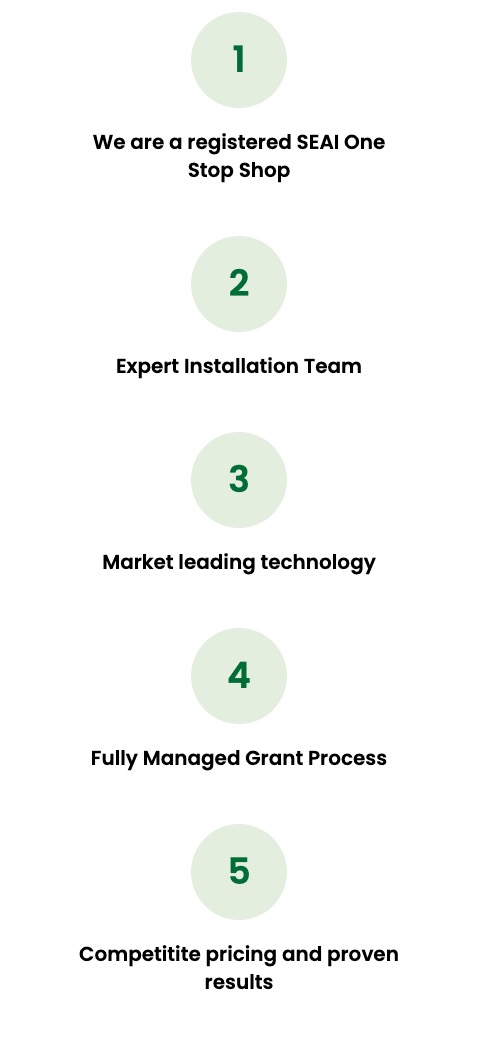 1
We are a registered SEAI One
Stop Shop
2
Expert Installation Team
3
Market leading technology
4
Fully Managed Grant Process
5
Competitite pricing and proven
results